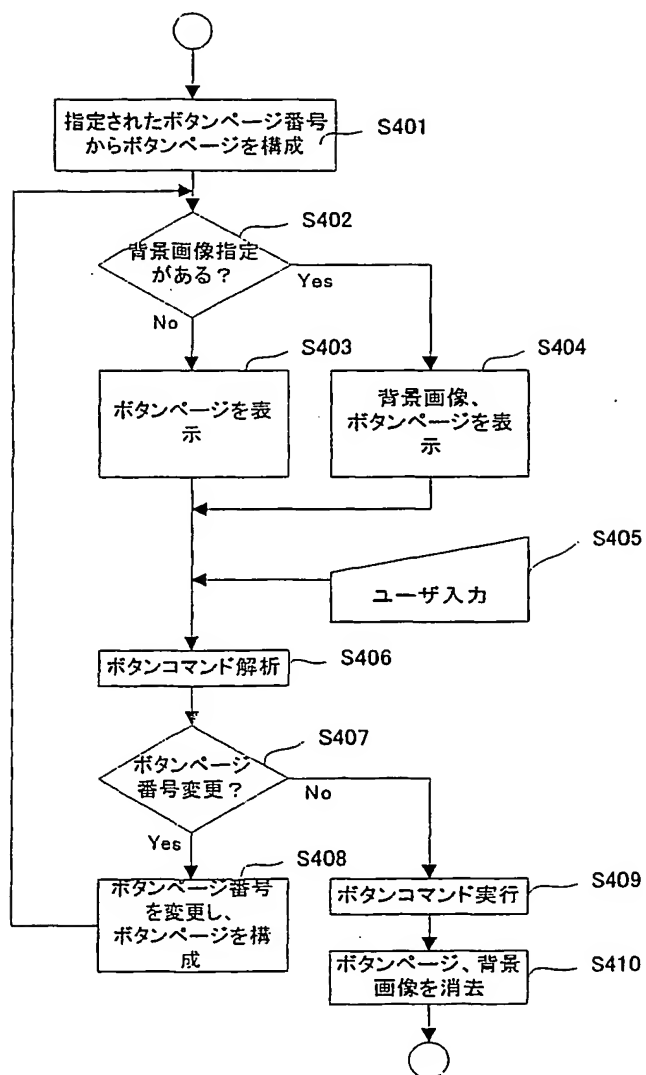 指定されたボタンページ番号
からボタンページを構成
S401
S402
背景画像指定
がある？
Yes
No
S403
S404
ボタンページを表
示
背景画像、
ボタンページを表
示
S405
ユーザ入力
ボタンコマンド解析
S406
S407
ボタンページ
番号変更？
No
Yes
S408
ボタンページ番号
を変更し、
ボタンページを構
成
S409
ボタンコマンド実行
ボタンページ、背景
画像を消去
S410